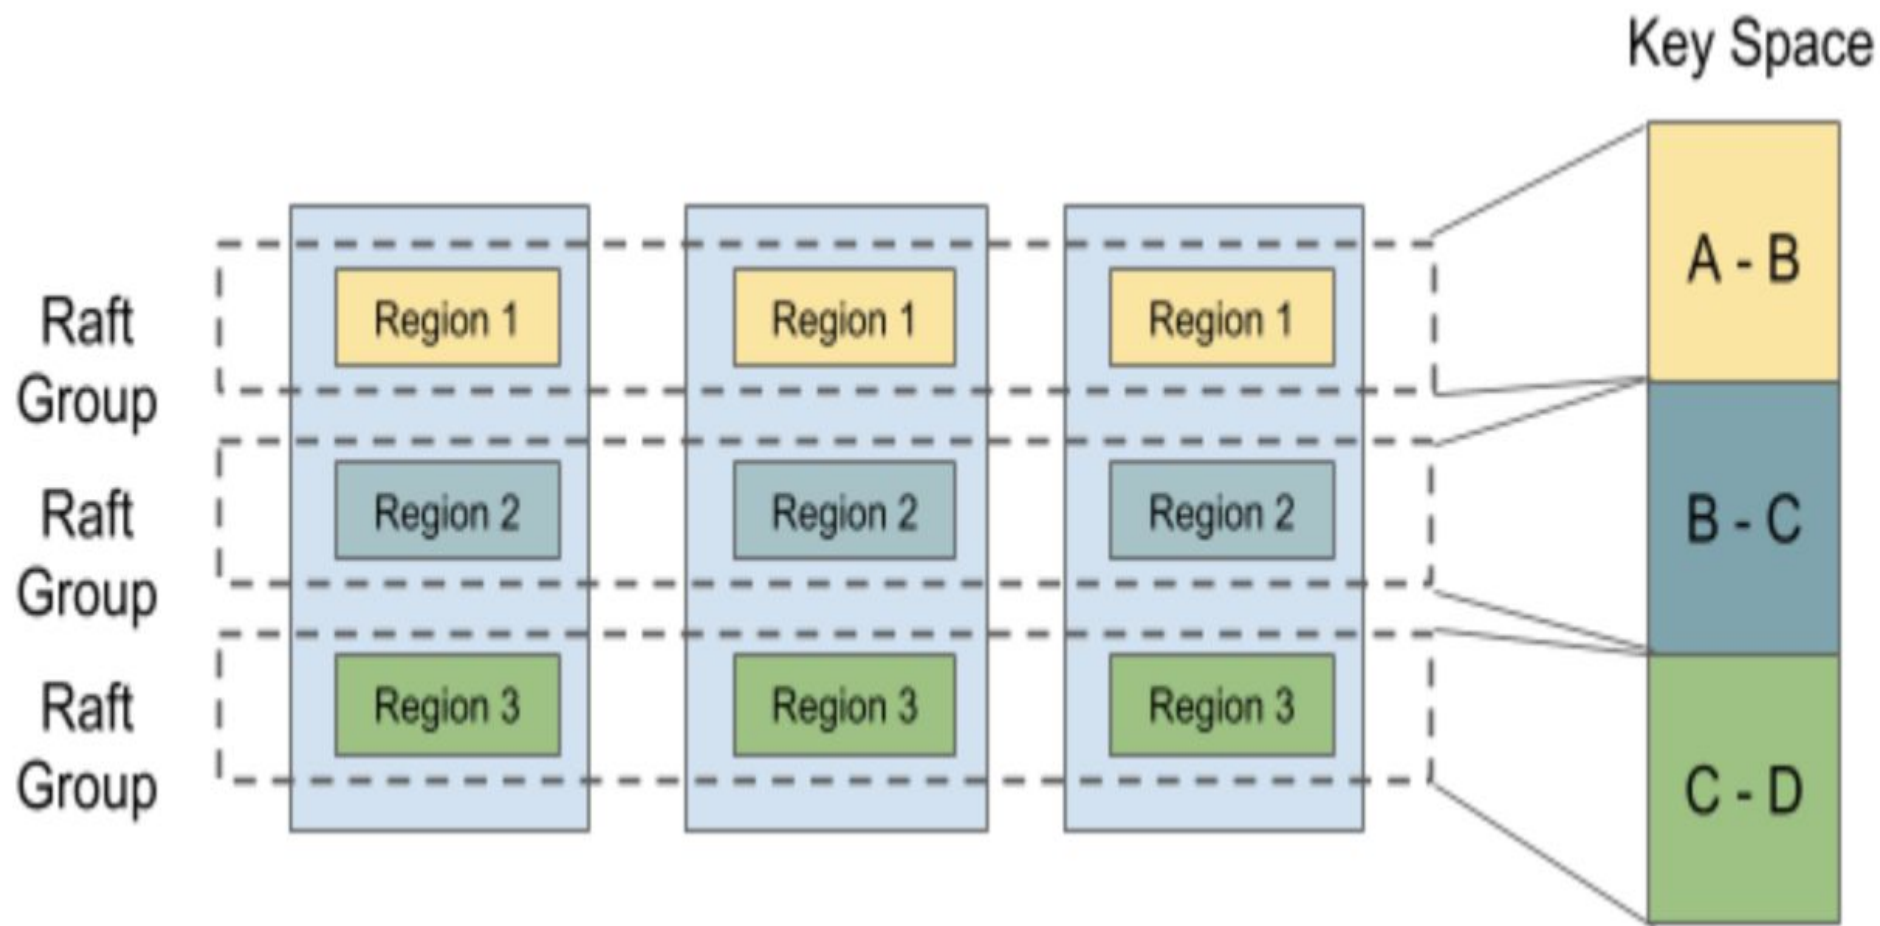 Key Space
A - B
Raft
Group
Region 1
Region 1
Region 1
Raft
Group
Region 2
Region 2
Region 2
B - C
Raft
Group
Region 3
Region 3
Region 3
C - D